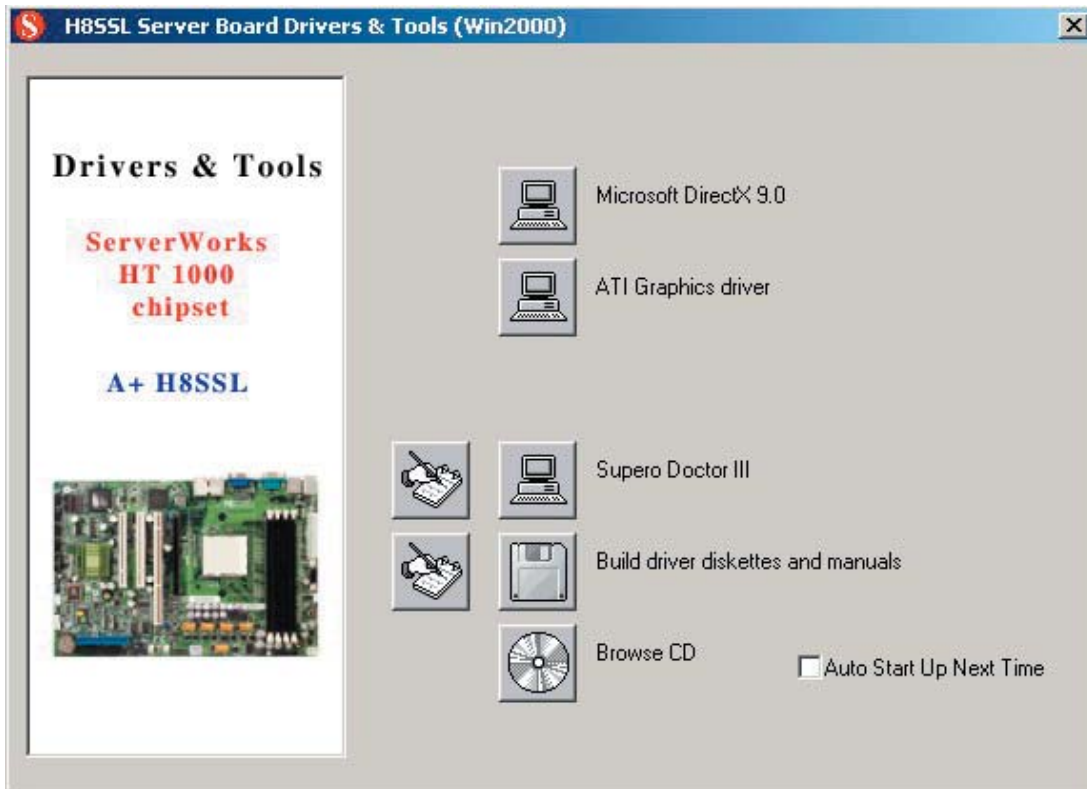 H8SSL Server Board Drivers & Tools (Win2000)
Drivers & Tools
ServerWorks
HT 1000
chipset
A+ H8SSL
Microsoft DirectX 9.0
ATI Graphics driver
Supero Doctor III
Build driver diskettes and manuals
Browse CD
Auto Start Up Next Time